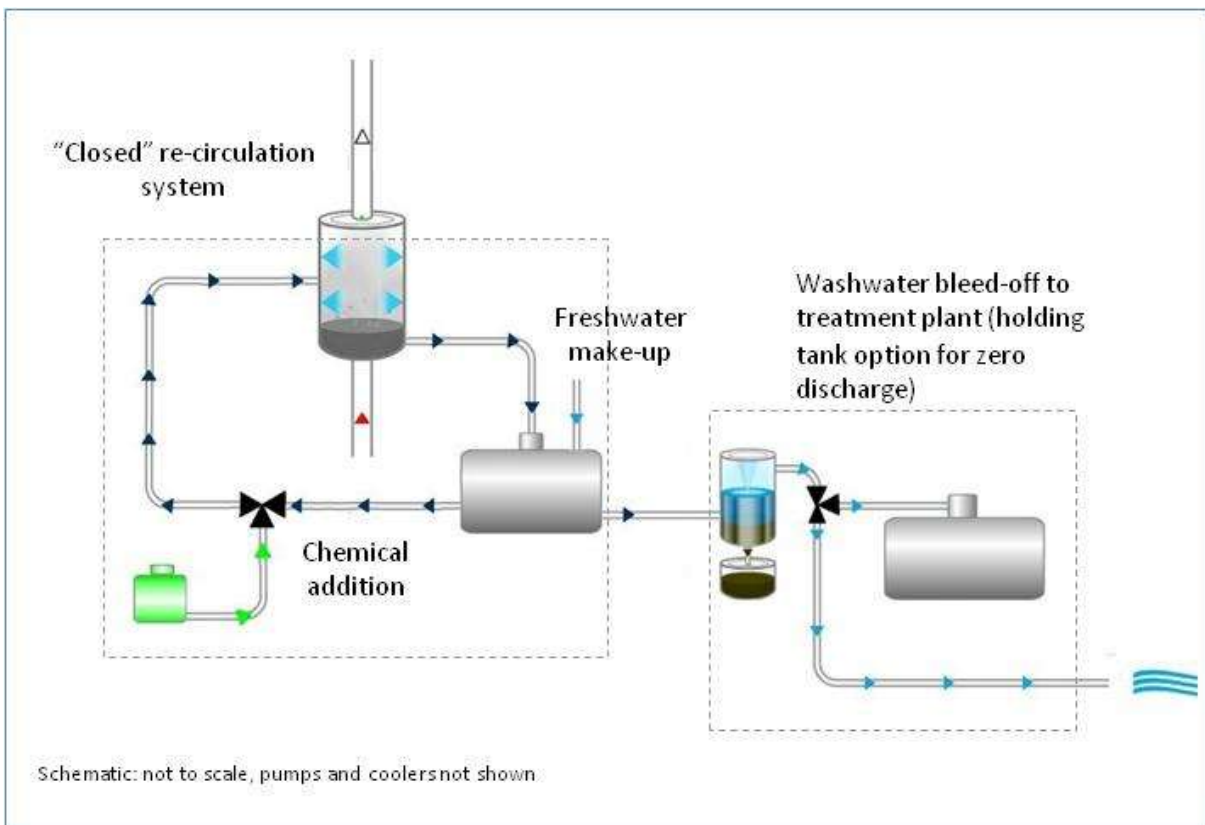 “Closed” re-circulation
system
Freshwater
make-up
Washwater bleed-off to
treatment plant (holding
tank option for zero
discharge)
Chemical
addition
Schematic: not to scale, pumps and coolers not shown